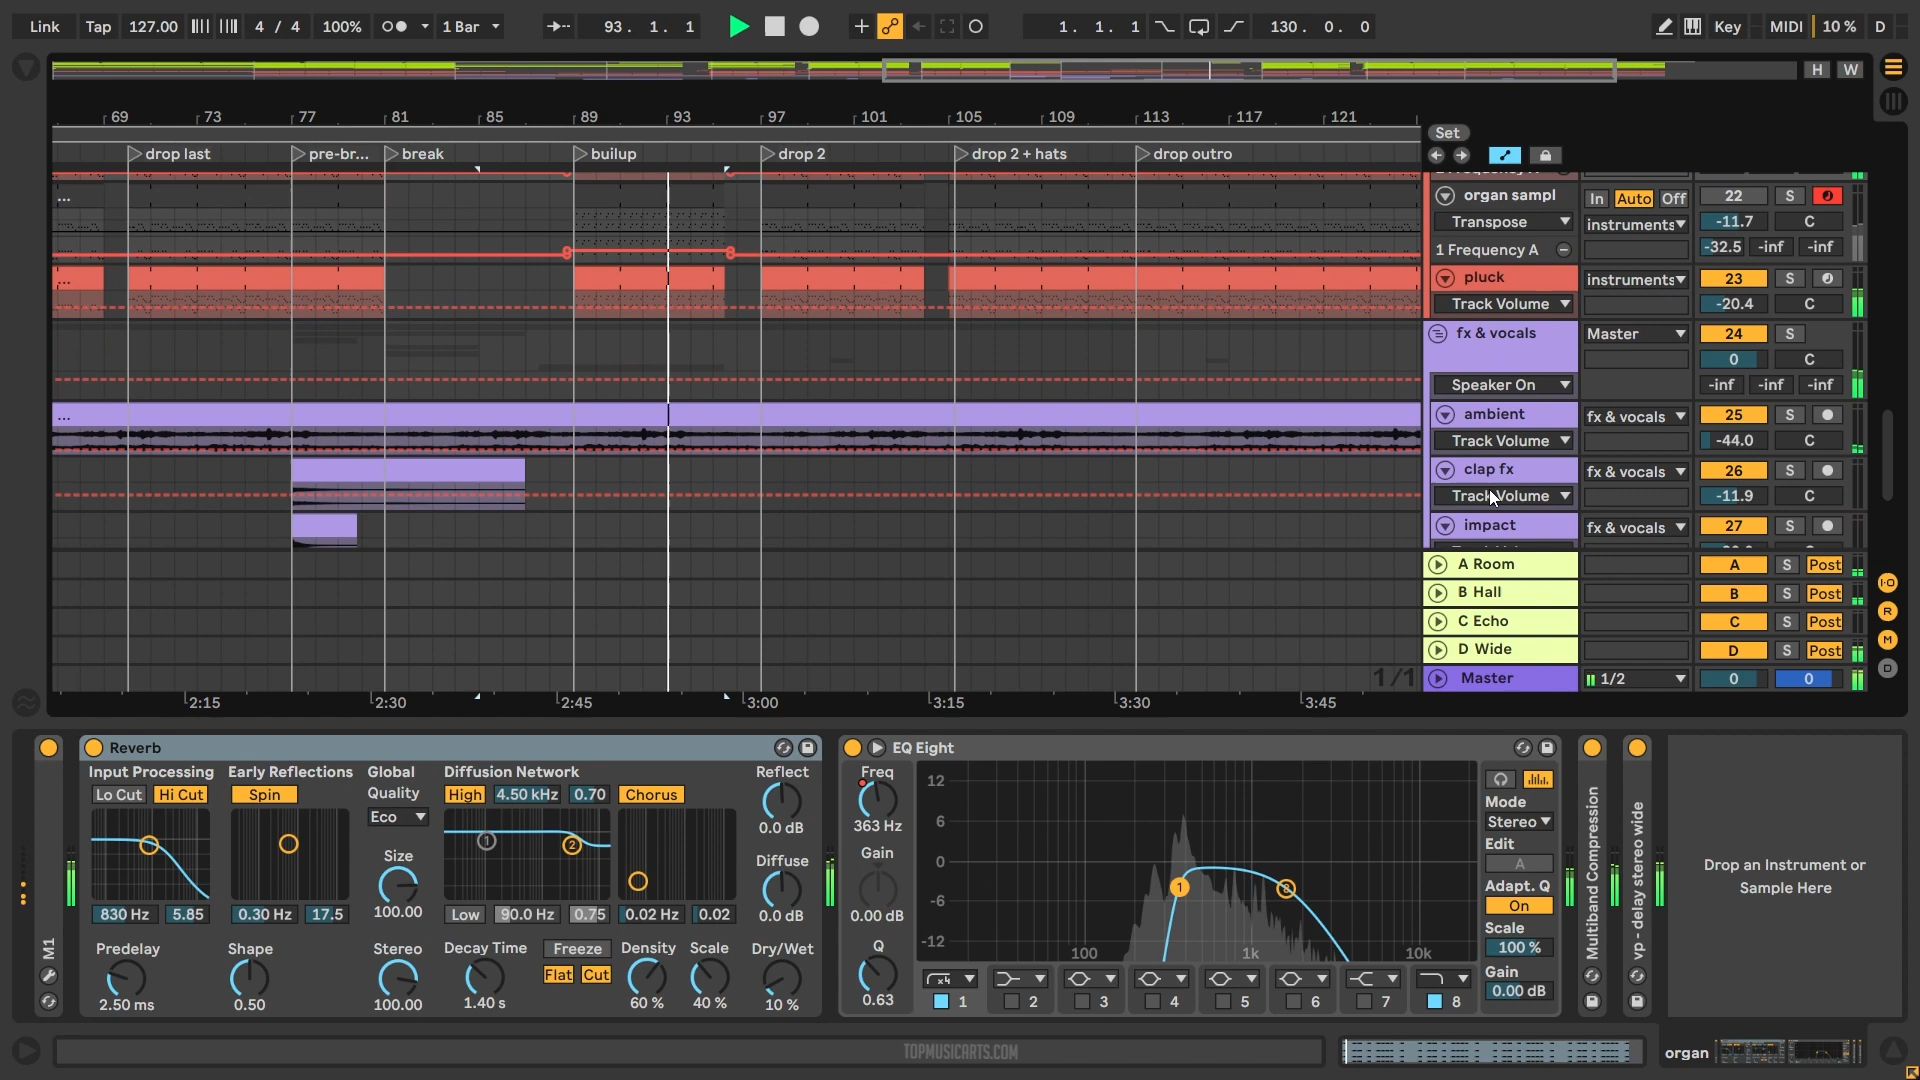 Link Tap 127.00 4 / 4 100% 1 Bar 93. 1. 1 1. 1. 1 130. 0. 0 Key MIDI 10 % D
H W
69 73 77 81 85 89 93 97 101 105 109 113 117 121
Set
drop last pre-br... break builup drop 2 drop 2 + hats drop outro
... organ sampl In Auto Off 22 S
Transpose instruments -11.7 C
1 Frequency A -32.5 -inf -inf
... pluck instruments 23 S
Track Volume -20.4 C
fx & vocals Master 24 S
0 C
Speaker On -inf -inf -inf
... ambient fx & vocals 25 S
Track Volume -44.0 C
clap fx fx & vocals 26 S
Track Volume -11.9 C
impact fx & vocals 27 S
A Room A S Post
B Hall B S Post
C Echo C S Post
D Wide D S Post
1/1 Master 1/2 0 0
2:15 2:30 2:45 3:00 3:15 3:30 3:45
I·O
R
M
D
Reverb
Input Processing Early Reflections Global Diffusion Network Reflect
Lo Cut Hi Cut Spin Quality High 4.50 kHz 0.70 Chorus
Eco 0.0 dB
1 2
Size Diffuse
100.00 0.0 dB
830 Hz 5.85 0.30 Hz 17.5 Low 90.0 Hz 0.75 0.02 Hz 0.02
Predelay Shape Stereo Decay Time Freeze Density Scale Dry/Wet
Flat Cut
2.50 ms 0.50 100.00 1.40 s 60 % 40 % 10 %
M1
EQ Eight
Freq 12
363 Hz 6
Gain 0
0.00 dB -6
Q -12
0.63
1 8
100 1k 10k
x4
1 2 3 4 5 6 7 8
Mode
Stereo
Edit
A
Adapt. Q
On
Scale
100 %
Gain
0.00 dB
Multiband Compression
vp - delay stereo wide
Drop an Instrument or
Sample Here
TOPMUSICARTS.COM
organ